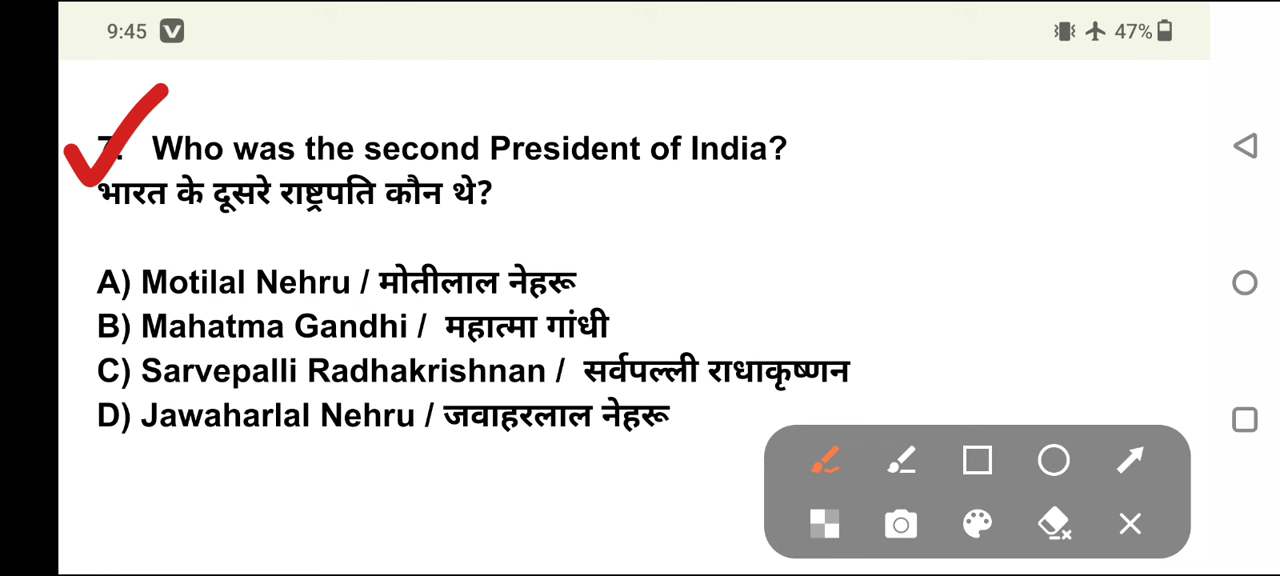 9:45 47%
7. Who was the second President of India?
भारत के दूसरे राष्ट्रपति कौन थे?
A) Motilal Nehru / मोतीलाल नेहरू
B) Mahatma Gandhi / महात्मा गांधी
C) Sarvepalli Radhakrishnan / सर्वपल्ली राधाकृष्णन
D) Jawaharlal Nehru / जवाहरलाल नेहरू